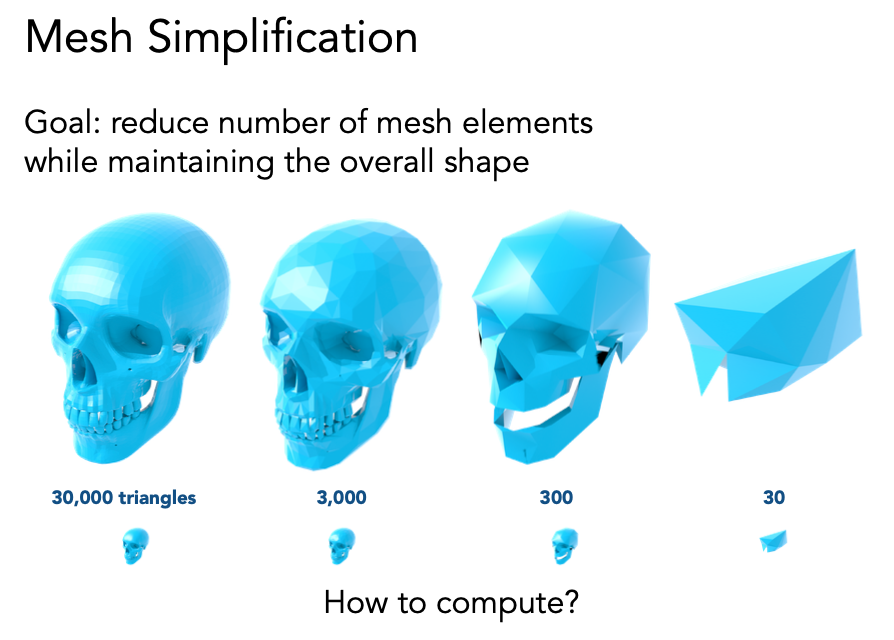 Mesh Simplification
Goal: reduce number of mesh elements
while maintaining the overall shape
30,000 triangles
3,000
300
30
How to compute?